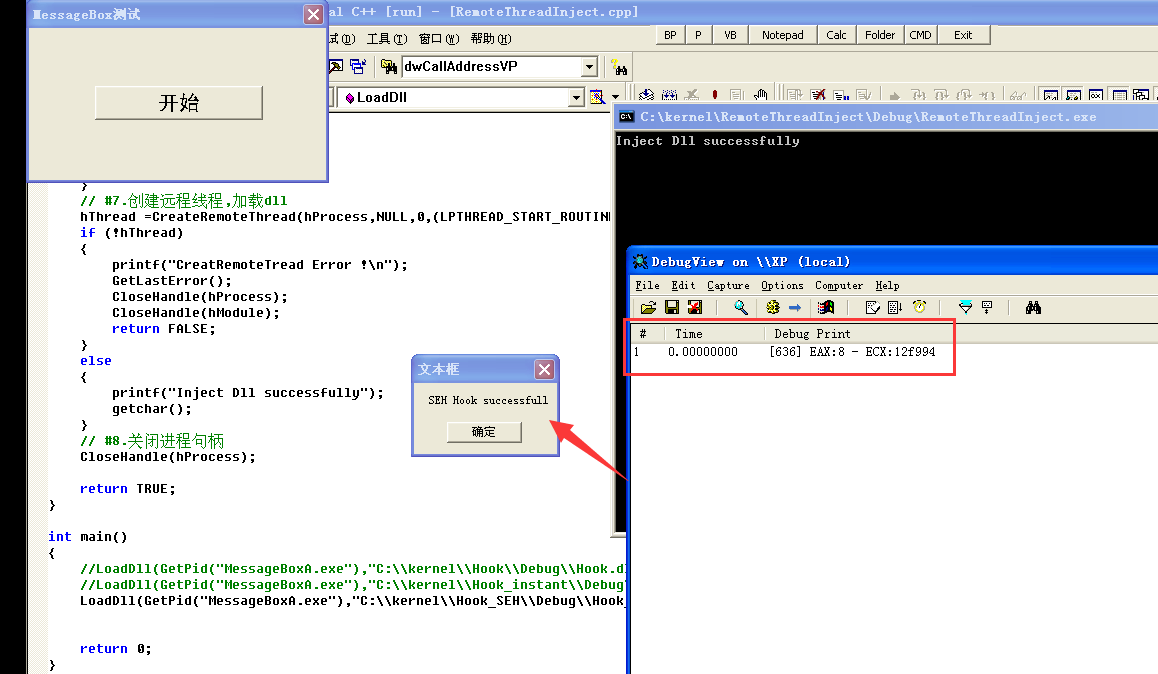 MessageBox测试
开始
al C++ [run] - [RemoteThreadInject.cpp]
试(D) 工具(T) 窗口(W) 帮助(H)
BP P VB Notepad Calc Folder CMD Exit
dwCallAddressVP
LoadDll
}
// #7.创建远程线程,加载dll
hThread =CreateRemoteThread(hProcess,NULL,0,(LPTHREAD_START_ROUTIN
if (!hThread)
{
printf("CreatRemoteTread Error !\n");
GetLastError();
CloseHandle(hProcess);
CloseHandle(hModule);
return FALSE;
}
else
{
printf("Inject Dll successfully");
getchar();
}
// #8.关闭进程句柄
CloseHandle(hProcess);
return TRUE;
}
int main()
{
//LoadDll(GetPid("MessageBoxA.exe"),"C:\\kernel\\Hook\\Debug\\Hook.d
//LoadDll(GetPid("MessageBoxA.exe"),"C:\\kernel\\Hook_instant\\Debug
LoadDll(GetPid("MessageBoxA.exe"),"C:\\kernel\\Hook_SEH\\Debug\\Hook_
return 0;
}
文本框
SEH Hook successfull
确定
C:\kernel\RemoteThreadInject\Debug\RemoteThreadInject.exe
Inject Dll successfully
DebugView on \\XP (local)
File Edit Capture Options Computer Help
# Time Debug Print
1 0.00000000 [636] EAX:8 - ECX:12f994